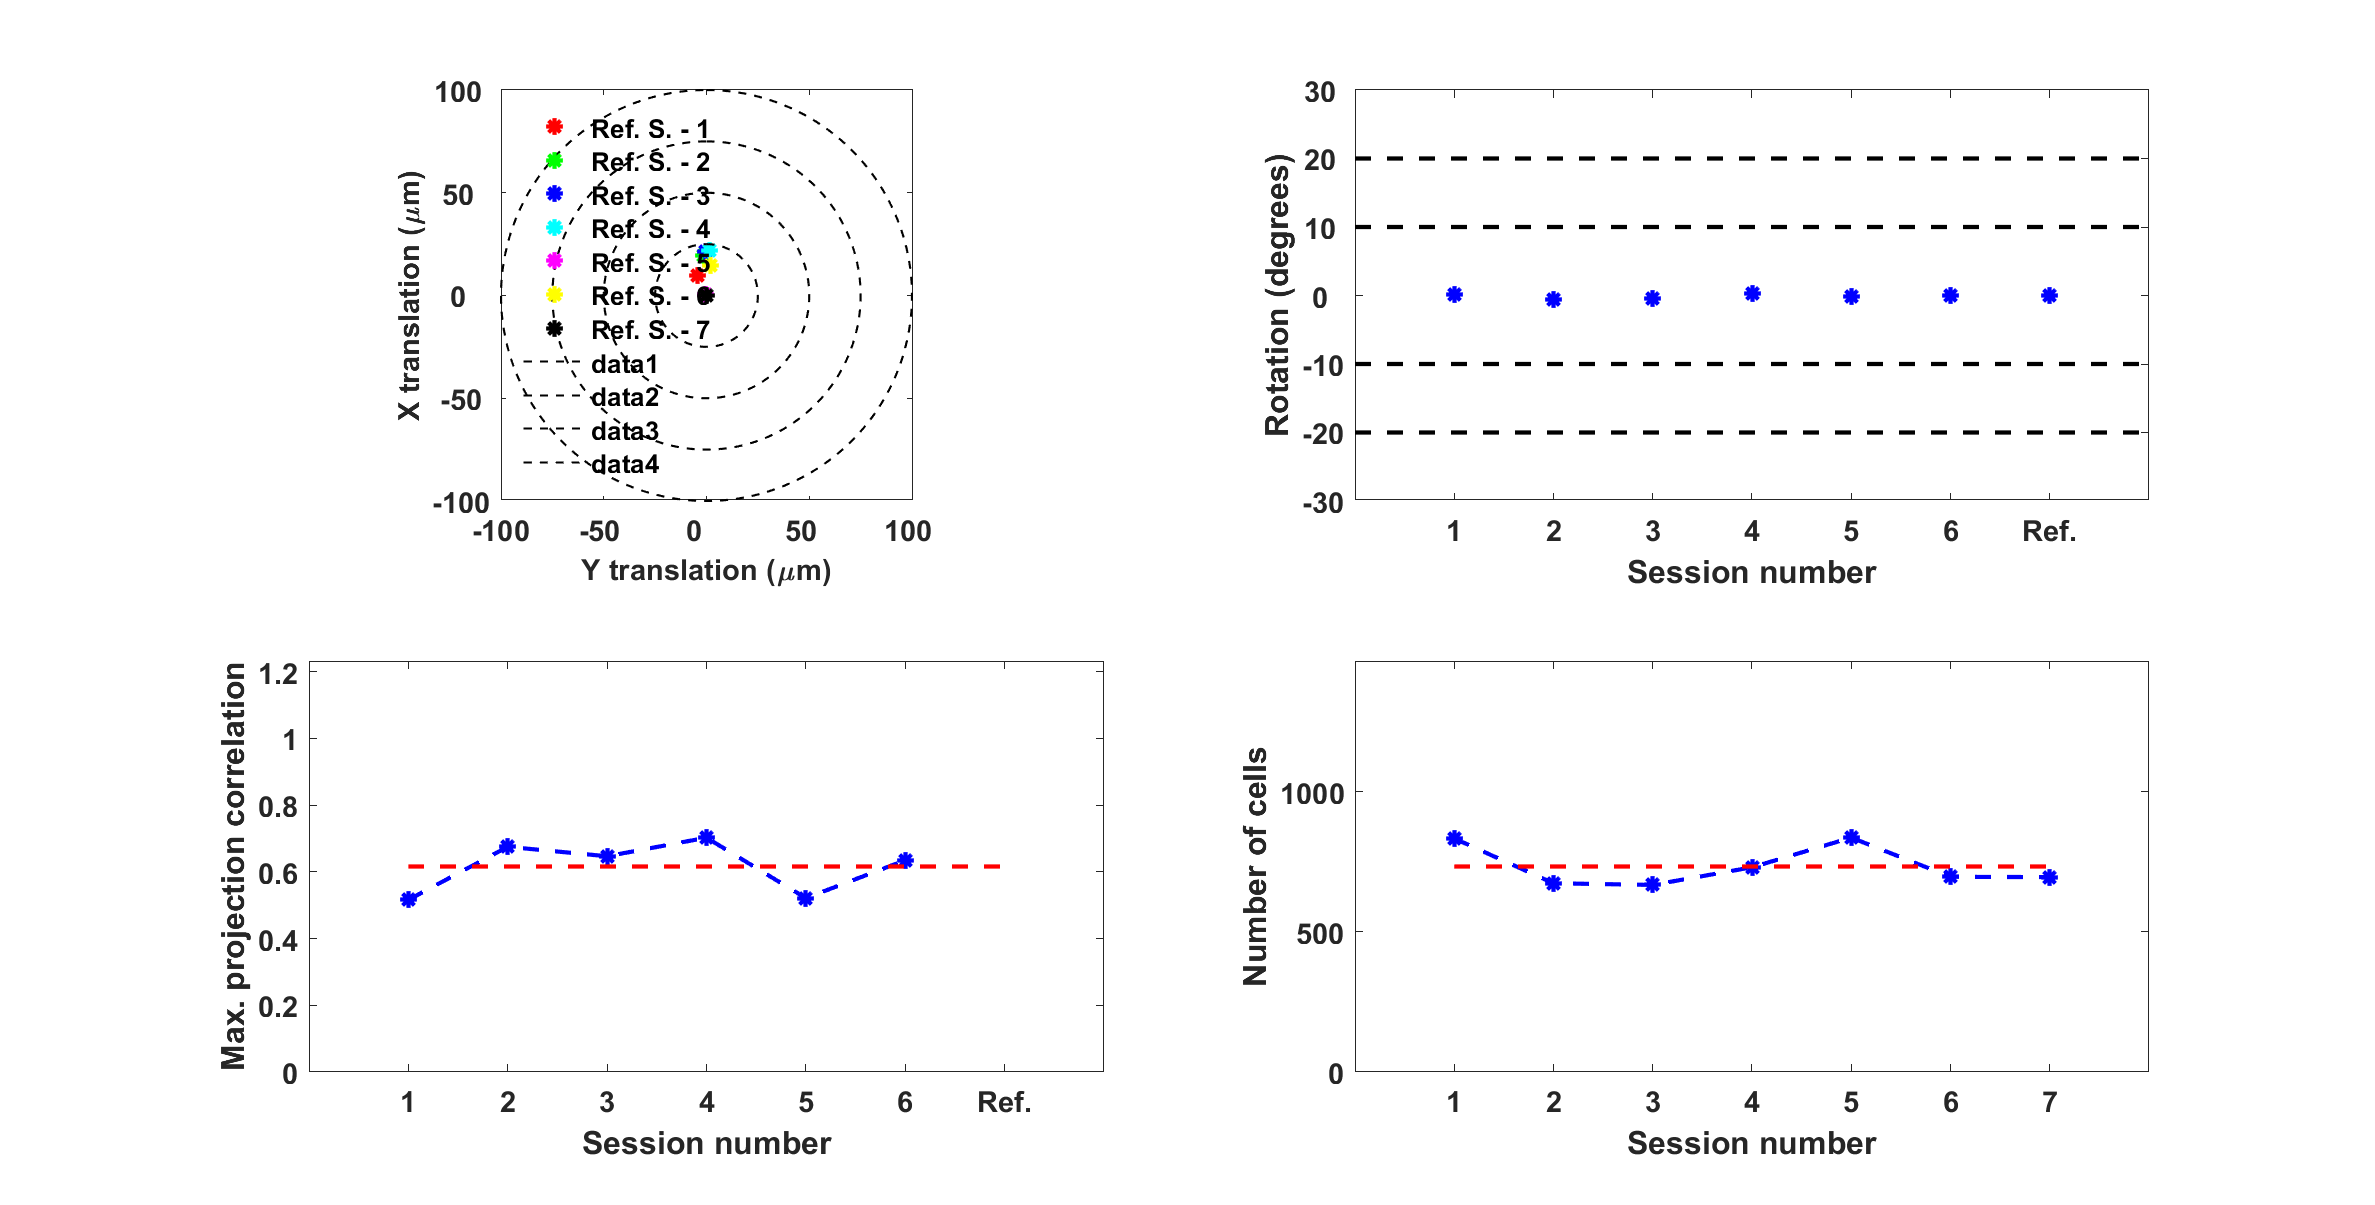 100
50
0
-50
-100
X translation (μm)
Ref. S. - 1
Ref. S. - 2
Ref. S. - 3
Ref. S. - 4
Ref. S. - 5
Ref. S. - 6
Ref. S. - 7
data1
data2
data3
data4
-100 -50 0 50 100
Y translation (μm)
30
20
10
0
-10
-20
-30
Rotation (degrees)
1 2 3 4 5 6 Ref.
Session number
1.2
1
0.8
0.6
0.4
0.2
0
Max. projection correlation
1 2 3 4 5 6 Ref.
Session number
1000
500
0
Number of cells
1 2 3 4 5 6 7
Session number